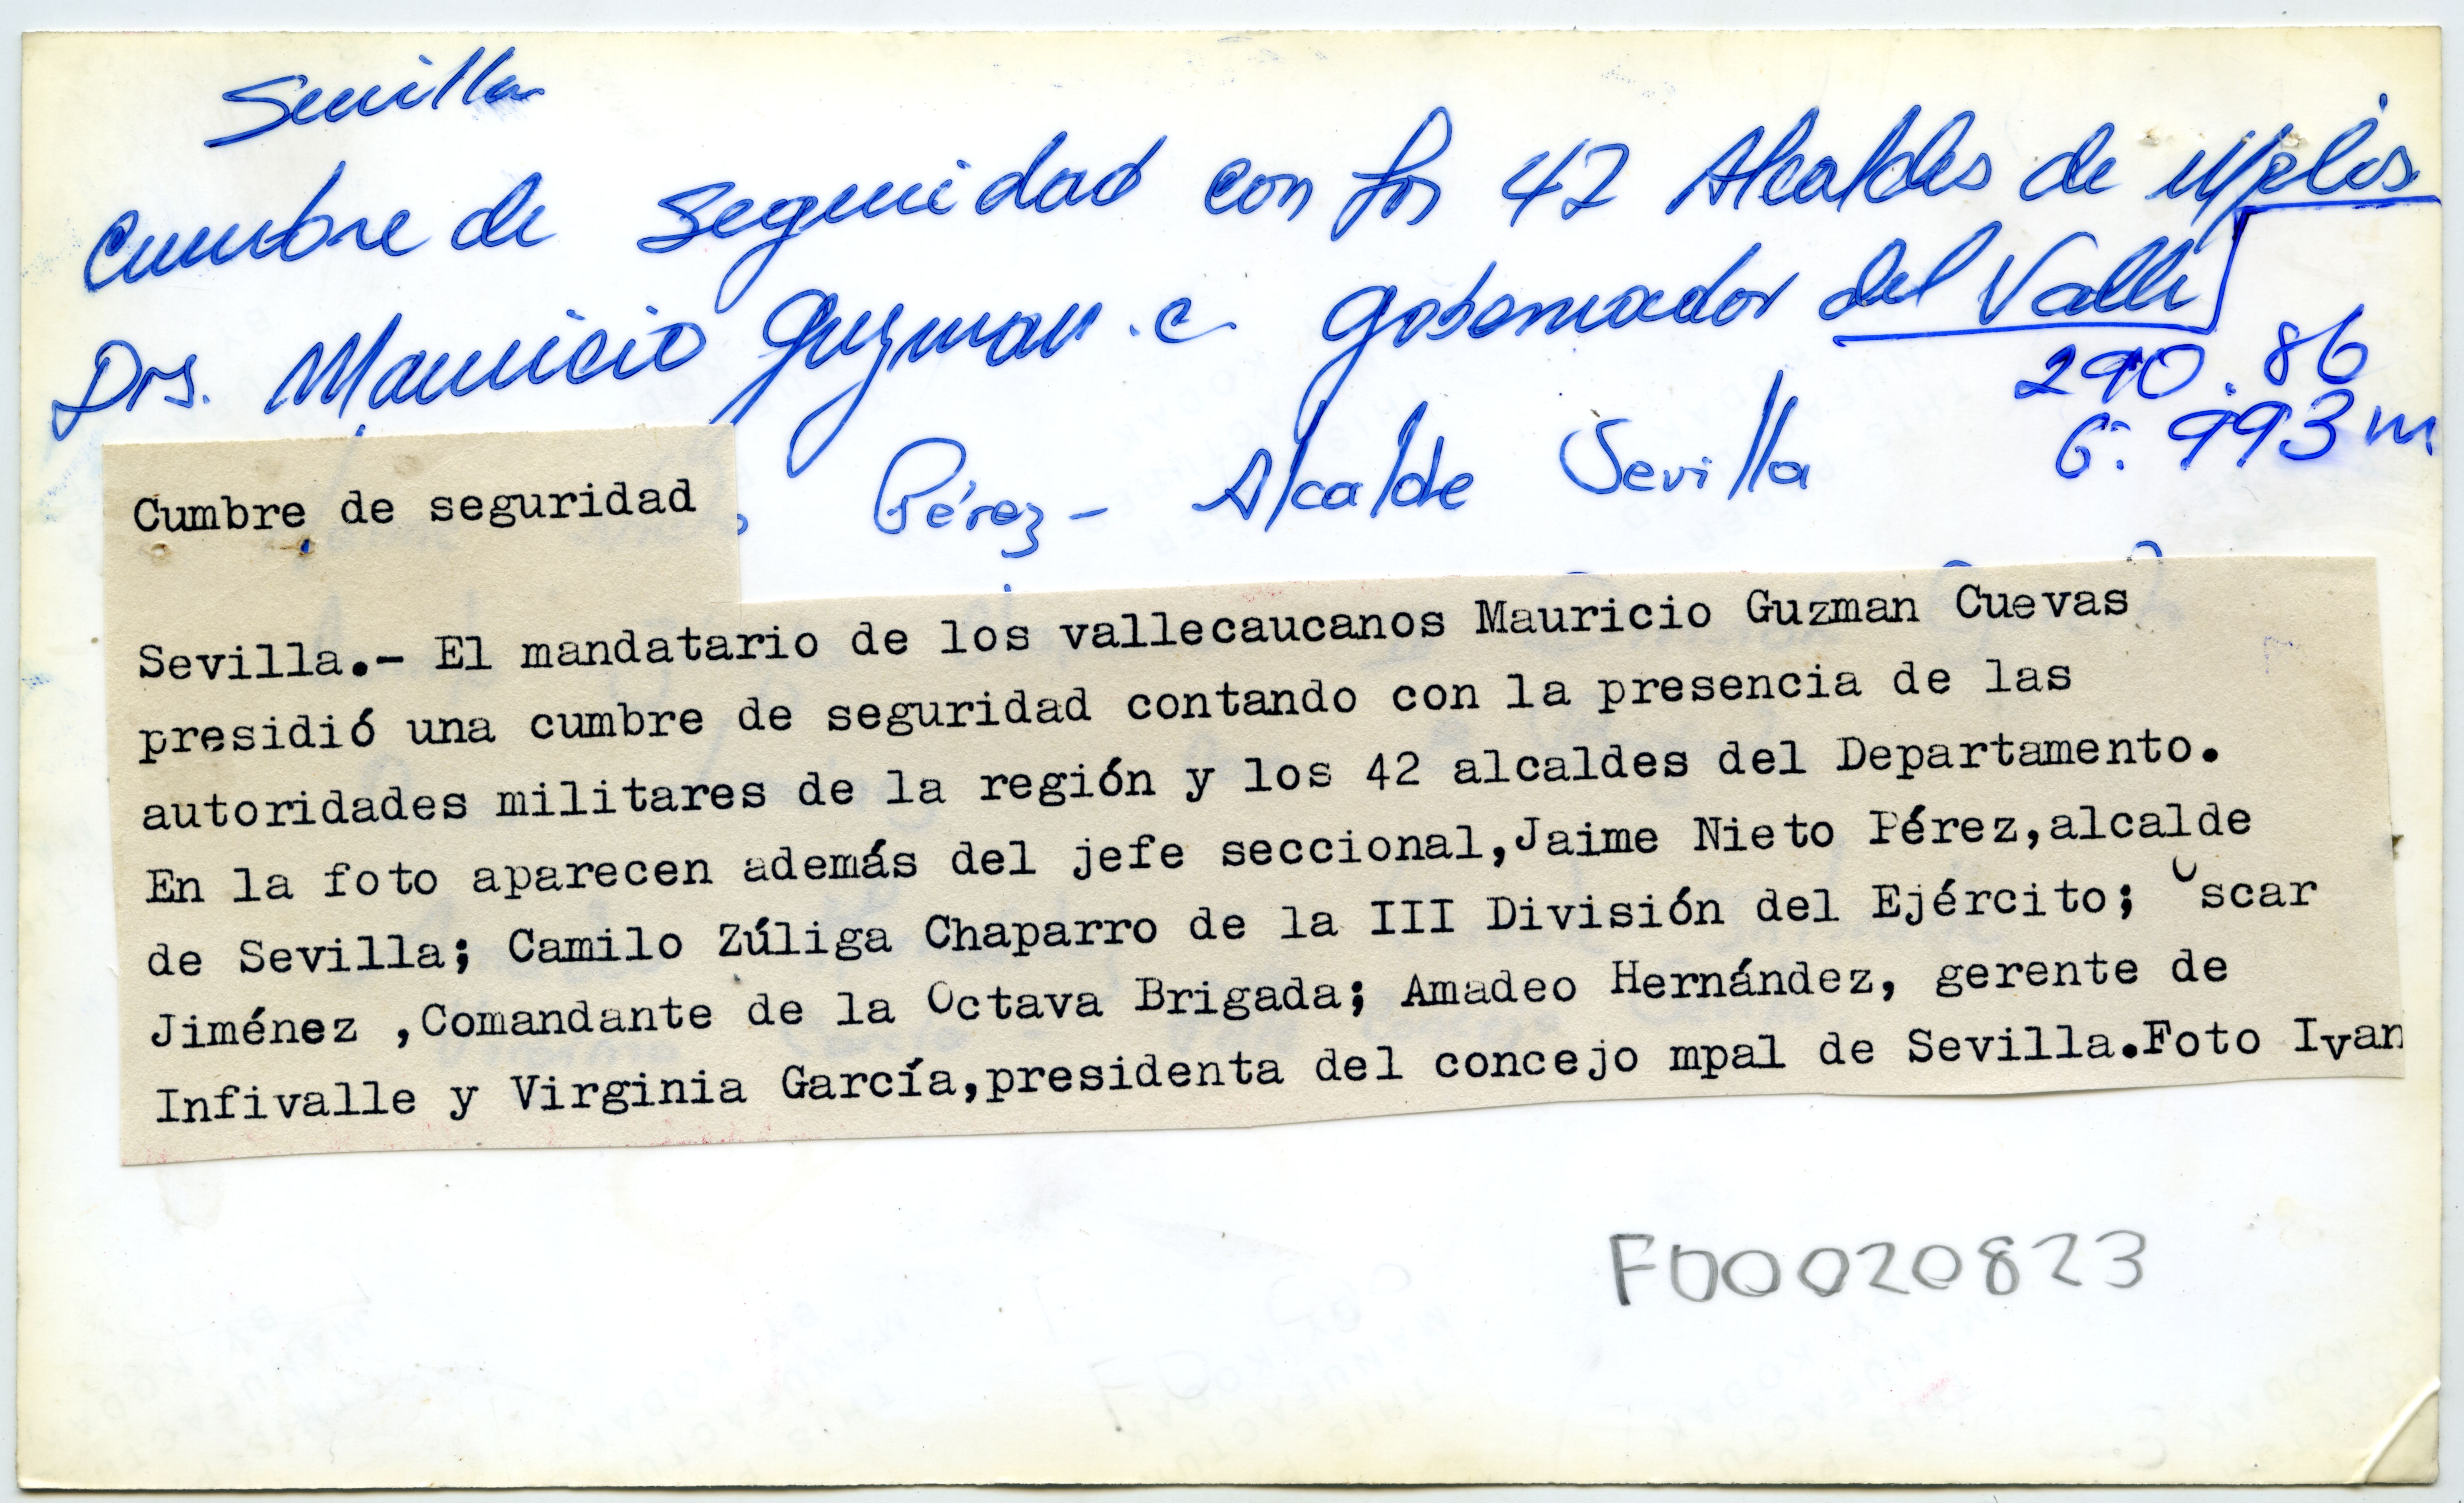 Sevilla
Cumbre de seguridad con los 42 Alcaldes de Mpios
Drs. Mauricio Guzman .c Gobernador del Valle
290. 86
Pérez - Alcalde Sevilla
G: 993 m
Cumbre de seguridad
Sevilla.- El mandatario de los vallecaucanos Mauricio Guzman Cuevas
presidió una cumbre de seguridad contando con la presencia de las
autoridades militares de la región y los 42 alcaldes del Departamento.
En la foto aparecen además del jefe seccional,Jaime Nieto Pérez,alcalde
de Sevilla; Camilo Zúliga Chaparro de la III División del Ejército; Oscar
Jiménez ,Comandante de la Octava Brigada; Amadeo Hernández, gerente de
Infivalle y Virginia García,presidenta del concejo mpal de Sevilla.Foto Ivan
F00020823